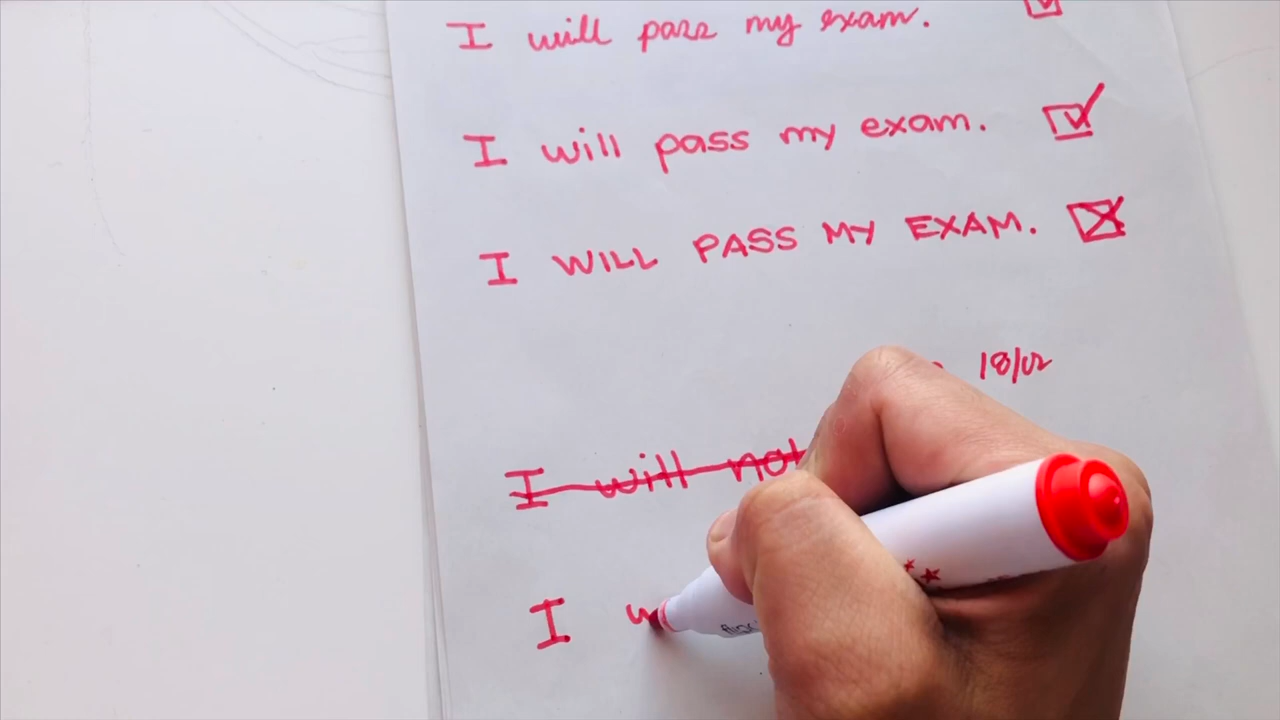 I will pass my exam.
I will pass my exam.
I WILL PASS MY EXAM.
18/02
I will not
I